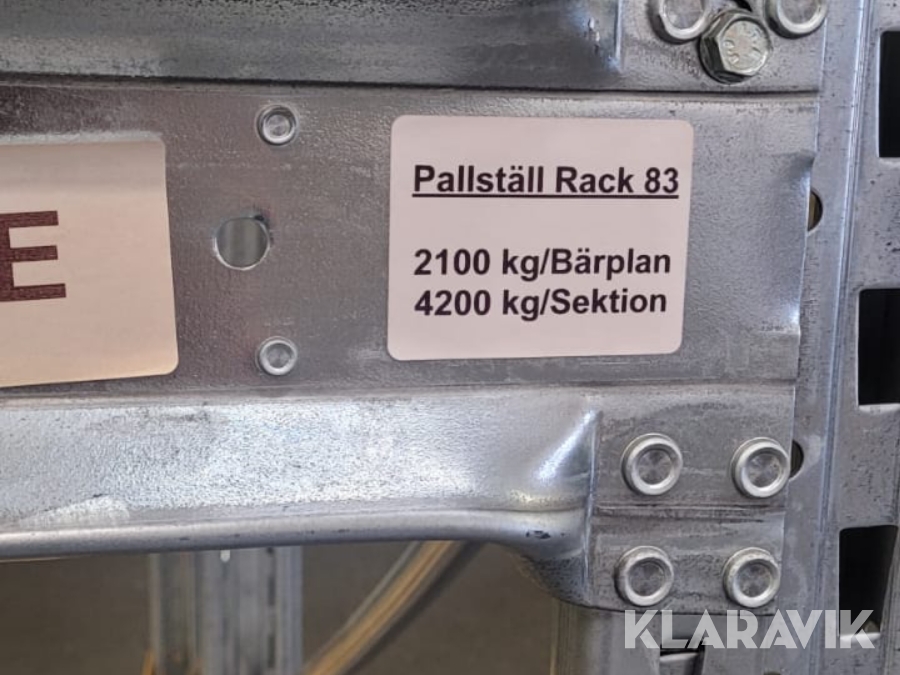 E
Pallställ Rack 83
2100 kg/Bärplan
4200 kg/Sektion
KLARAVIK